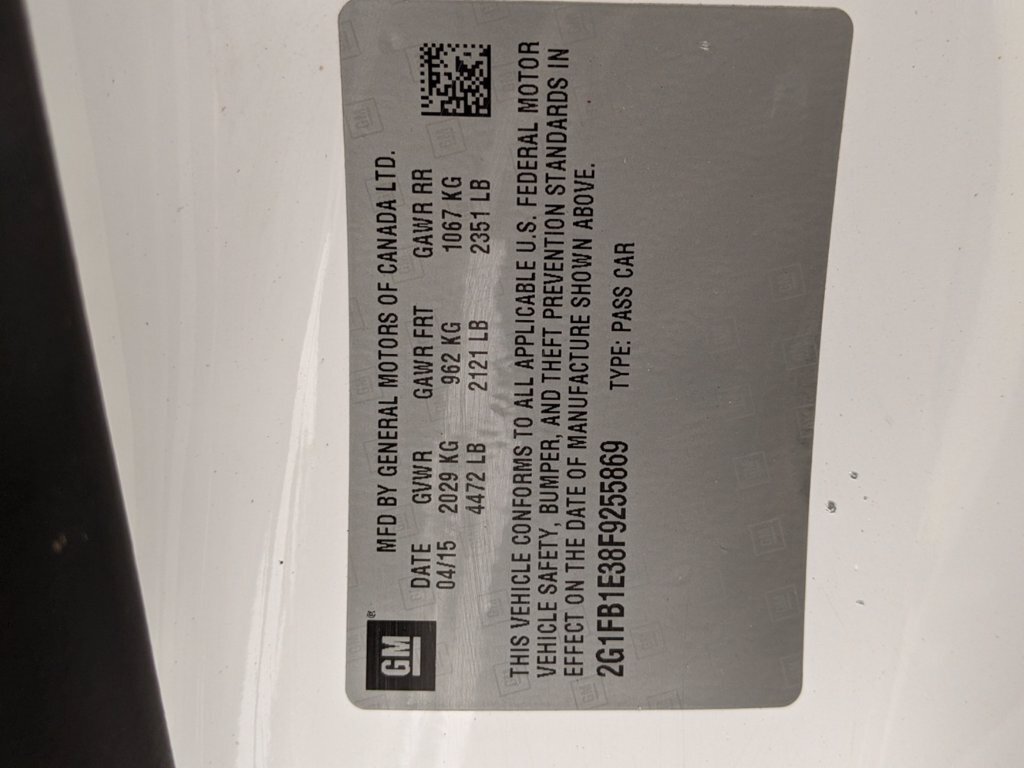 GM®
MFD BY GENERAL MOTORS OF CANADA LTD.
DATE GVWR GAWR FRT GAWR RR
04/15 2029 KG 962 KG 1067 KG
4472 LB 2121 LB 2351 LB
THIS VEHICLE CONFORMS TO ALL APPLICABLE U.S. FEDERAL MOTOR
VEHICLE SAFETY, BUMPER, AND THEFT PREVENTION STANDARDS IN
EFFECT ON THE DATE OF MANUFACTURE SHOWN ABOVE.
2G1FB1E38F9255869 TYPE: PASS CAR